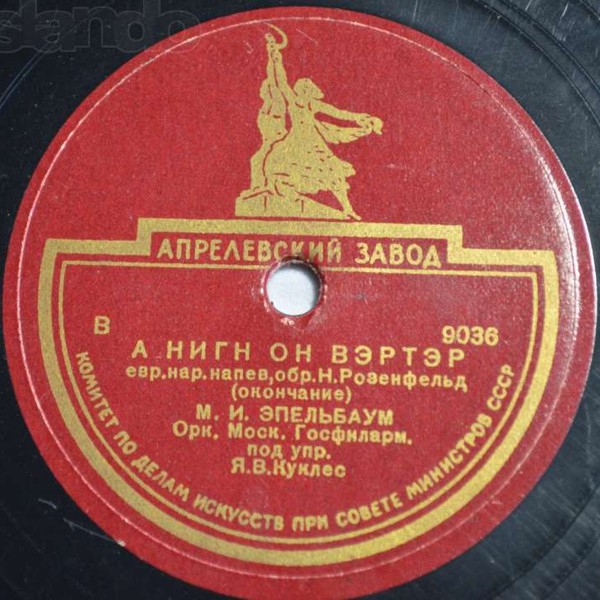 slando
АПРЕЛЕВСКИЙ ЗАВОД
В 9036
А НИГН ОН ВЭРТЭР
евр.нар.напев,обр.Н.Розенфельд
(окончание)
М. И. ЭПЕЛЬБАУМ
Орк. Моск. Госфиларм.
под упр.
Я.В.Куклес
КОМИТЕТ ПО ДЕЛАМ ИСКУССТВ ПРИ СОВЕТЕ МИНИСТРОВ СССР